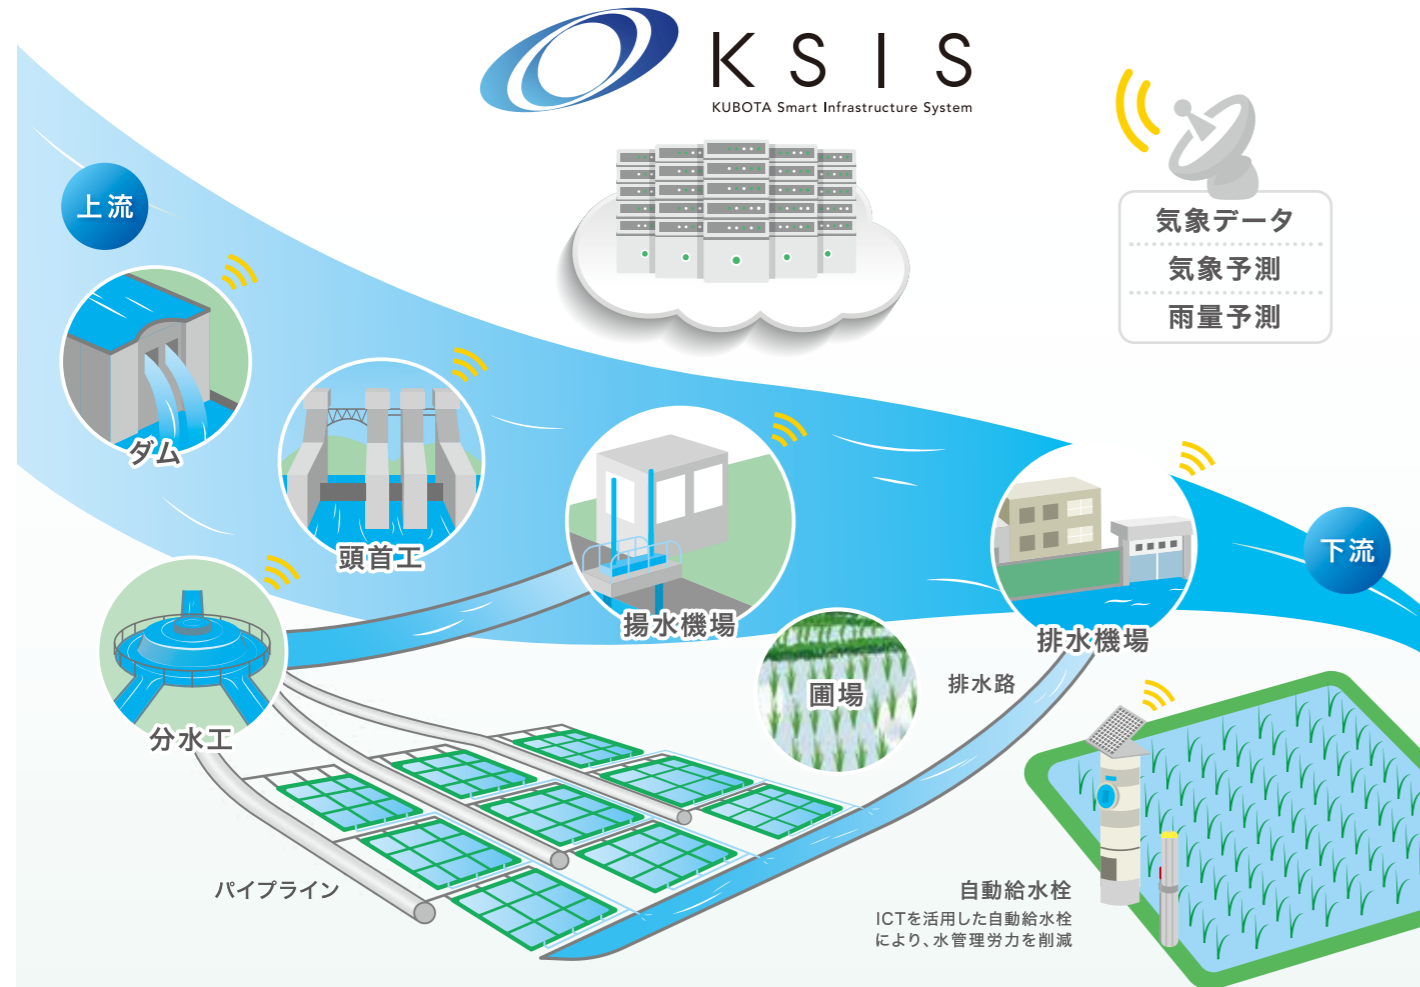 KSIS
KUBOTA Smart Infrastructure System
上流
気象データ
気象予測
雨量予測
ダム
頭首工
下流
揚水機場
排水機場
圃場
排水路
分水工
パイプライン
自動給水栓
ICTを活用した自動給水栓
により、水管理労力を削減